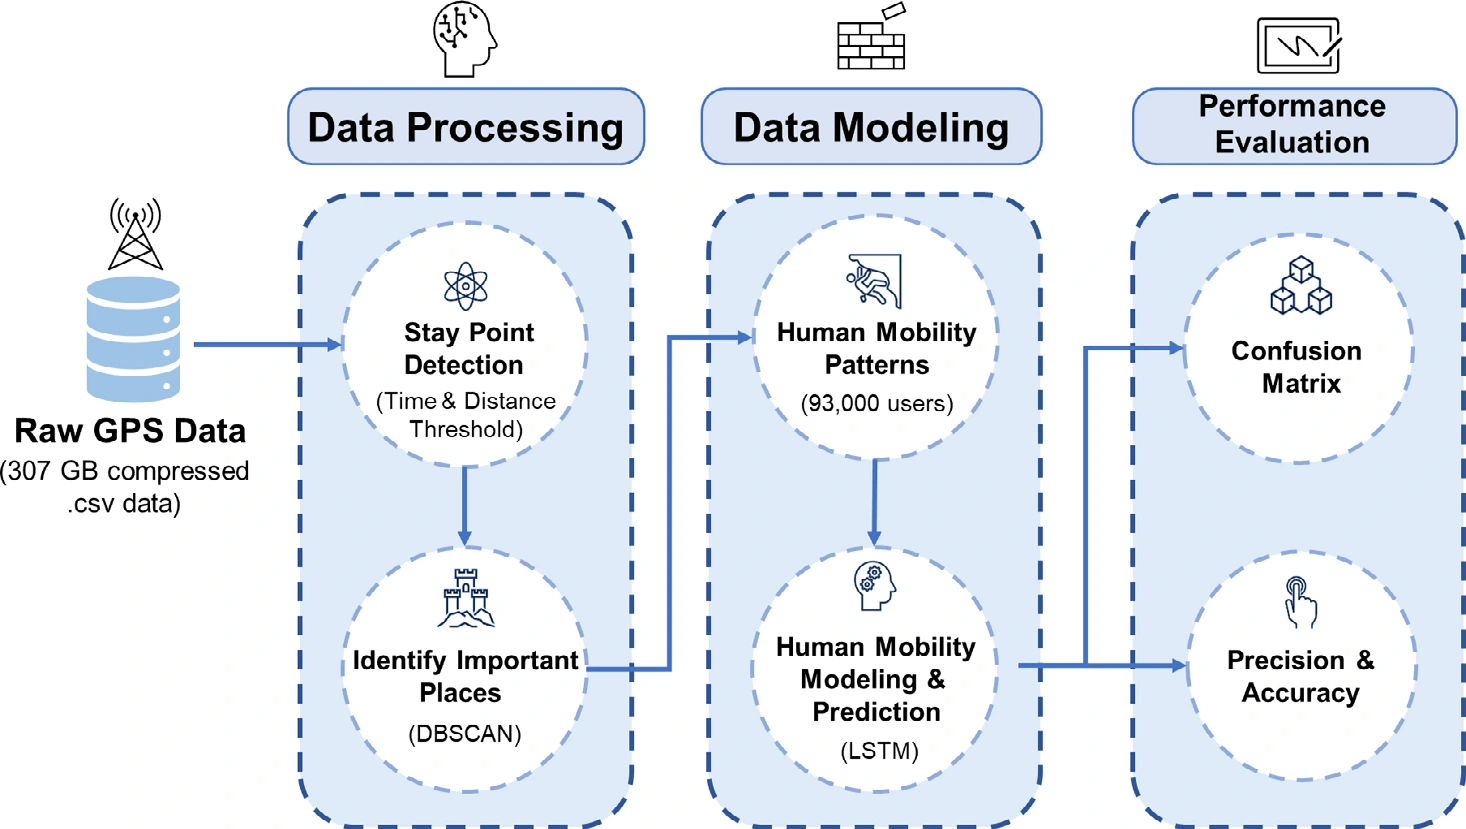 Data Processing
Data Modeling
Performance
Evaluation
Raw GPS Data
(307 GB compressed
.csv data)
Stay Point
Detection
(Time & Distance
Threshold)
Identify Important
Places
(DBSCAN)
Human Mobility
Patterns
(93,000 users)
Human Mobility
Modeling &
Prediction
(LSTM)
Confusion
Matrix
Precision &
Accuracy